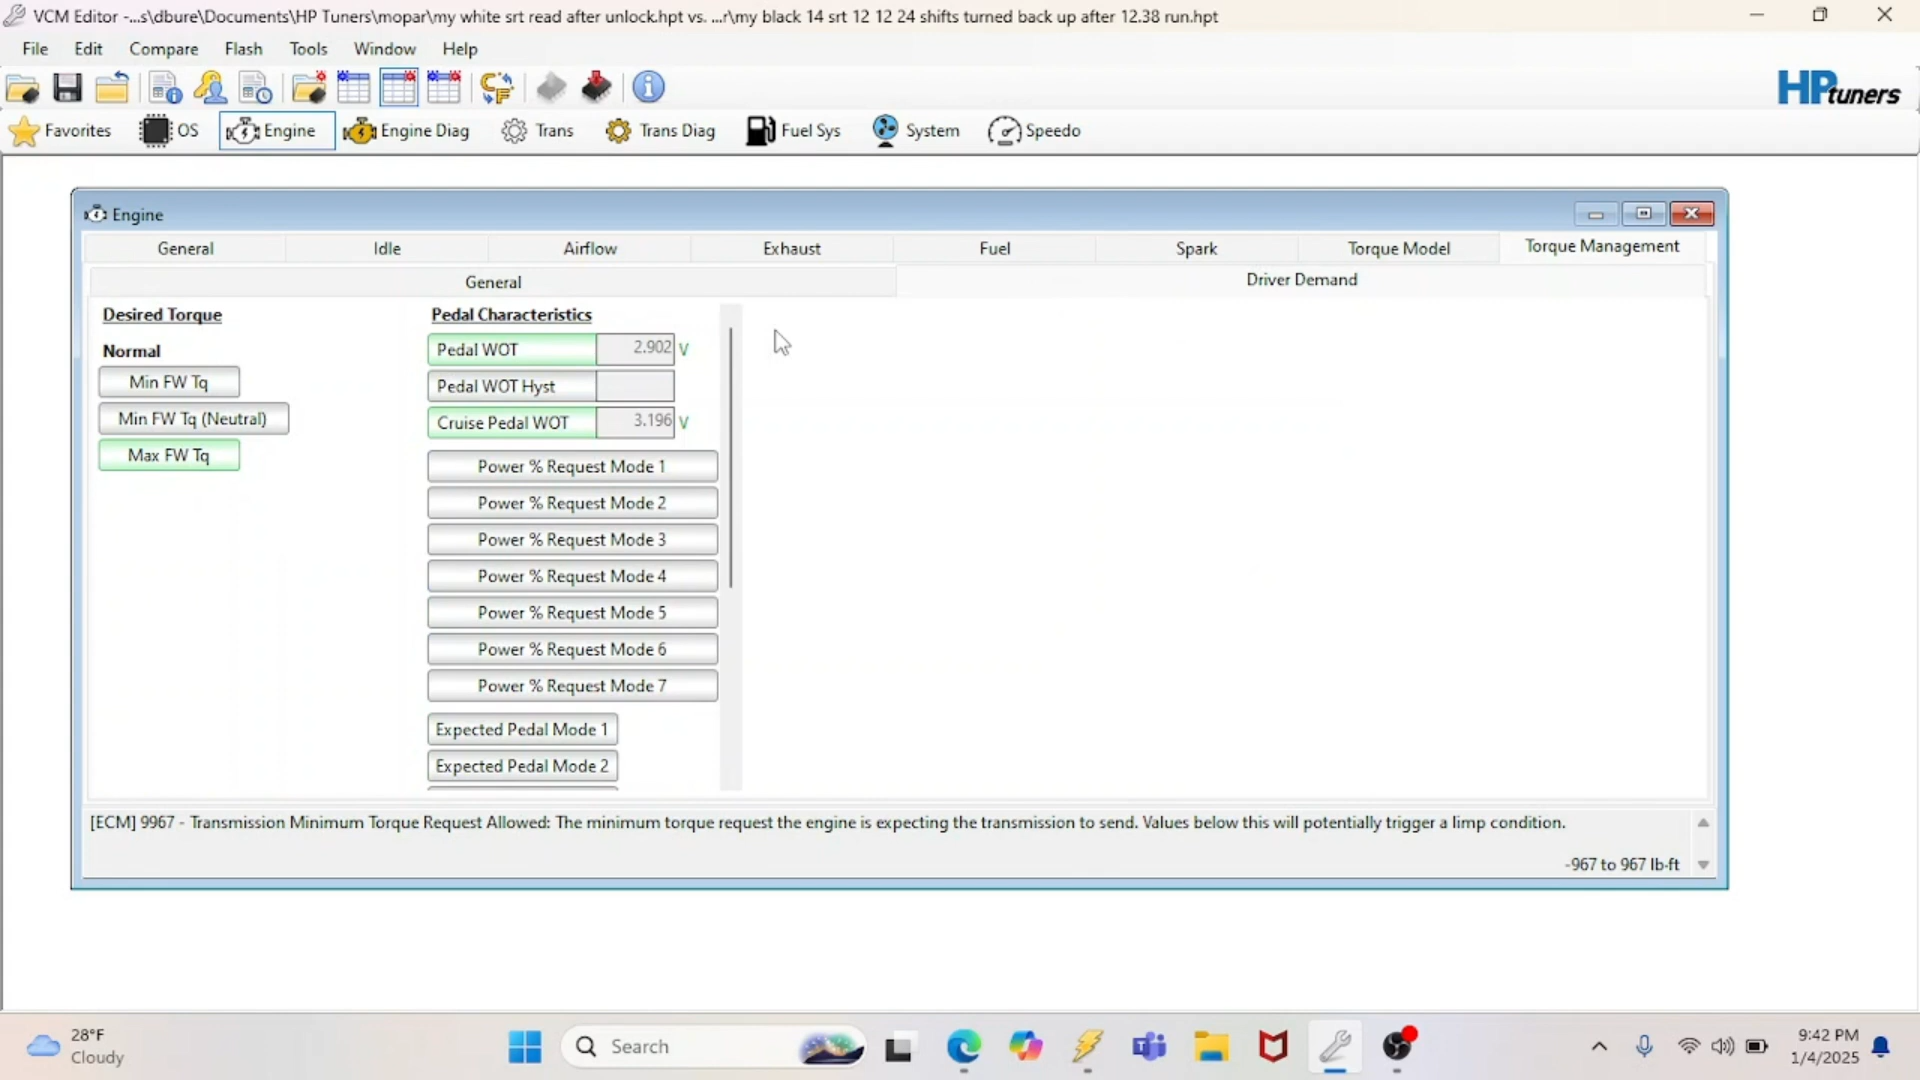 VCM Editor -...s\dbure\Documents\HP Tuners\mopar\my white srt read after unlock.hpt vs. ...r\my black 14 srt 12 12 24 shifts turned back up after 12.38 run.hpt
File Edit Compare Flash Tools Window Help
HPtuners
Favorites OS Engine Engine Diag Trans Trans Diag Fuel Sys System Speedo
Engine
General Idle Airflow Exhaust Fuel Spark Torque Model Torque Management
General Driver Demand
Desired Torque
Normal
Min FW Tq
Min FW Tq (Neutral)
Max FW Tq
Pedal Characteristics
Pedal WOT 2.902 V
Pedal WOT Hyst
Cruise Pedal WOT 3.196 V
Power % Request Mode 1
Power % Request Mode 2
Power % Request Mode 3
Power % Request Mode 4
Power % Request Mode 5
Power % Request Mode 6
Power % Request Mode 7
Expected Pedal Mode 1
Expected Pedal Mode 2
[ECM] 9967 - Transmission Minimum Torque Request Allowed: The minimum torque request the engine is expecting the transmission to send. Values below this will potentially trigger a limp condition.
-967 to 967 lb-ft
28°F
Cloudy
Search
9:42 PM
1/4/2025